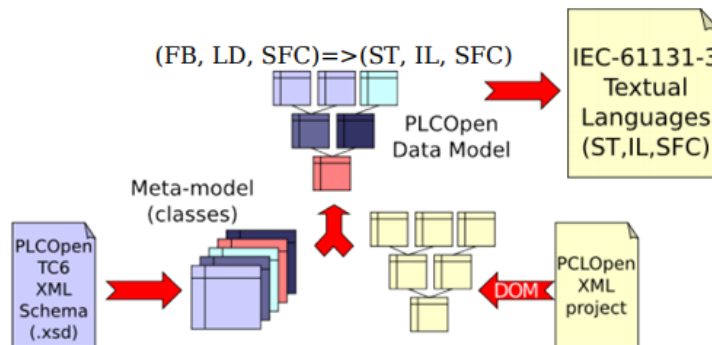 (FB, LD, SFC)=>(ST, IL, SFC)
IEC-61131-3
Textual
Languages
(ST,IL,SFC)
PLCOpen
Data Model
Meta-model
(classes)
PLCOpen
TC6
XML
Schema
(.xsd)
DOM
PCLOpen
XML
project